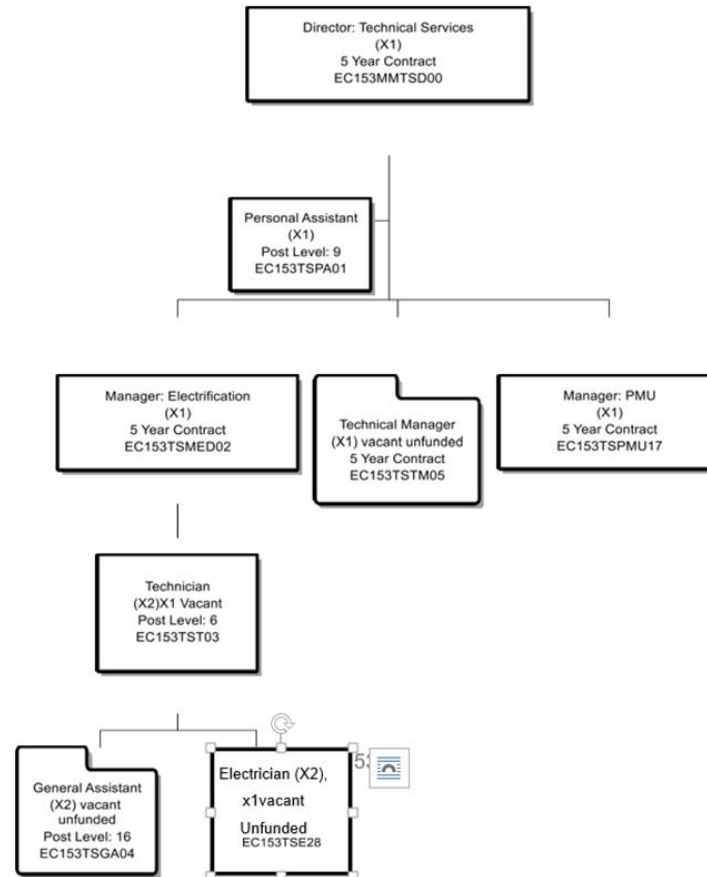 Director: Technical Services
(X1)
5 Year Contract
EC153MMTSD00
Personal Assistant
(X1)
Post Level: 9
EC153TSPA01
Manager: Electrification
(X1)
5 Year Contract
EC153TSMED02
Technical Manager
(X1) vacant unfunded
5 Year Contract
EC153TSTM05
Manager: PMU
(X1)
5 Year Contract
EC153TSPMU17
Technician
(X2)X1 Vacant
Post Level: 6
EC153TST03
General Assistant
(X2) vacant
unfunded
Post Level: 16
EC153TSGA04
Electrician (X2),
x1vacant
Unfunded
EC153TSE28